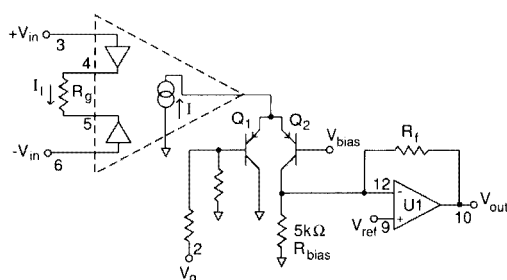 +Vin
3
4
I1
Rg
5
-Vin
6
I
Q1
Q2
Vbias
Rf
12
-
U1
+
9
Vref
10
Vout
5kΩ
Rbias
2
Vg